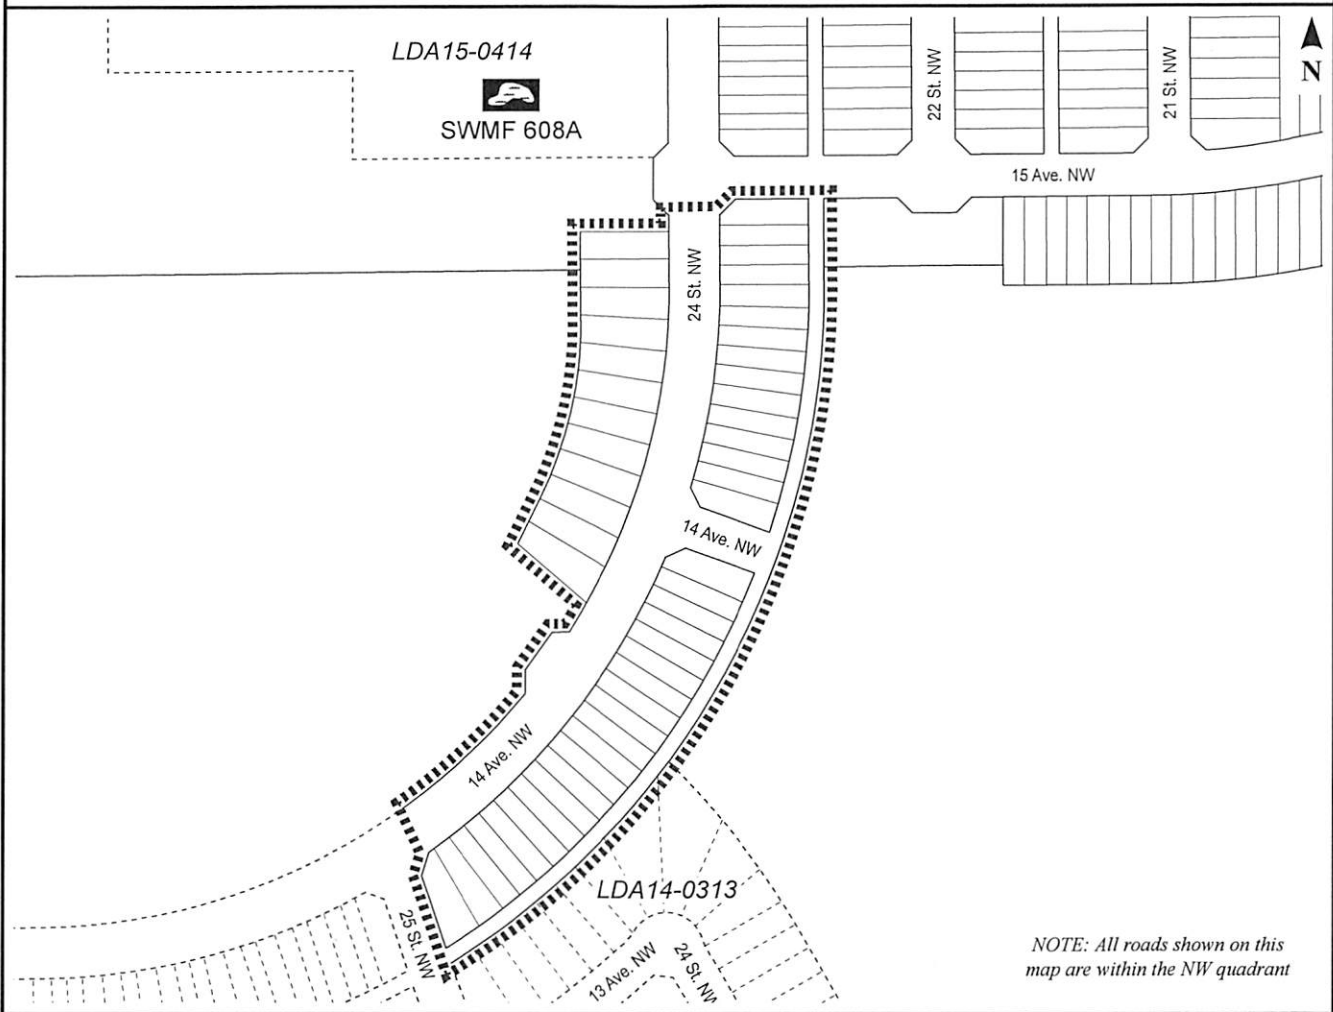 LDA15-0414
SWMF 608A
22 St. NW
21 St. NW
N
15 Ave. NW
24 St. NW
14 Ave. NW
14 Ave. NW
LDA14-0313
25 St. NW
13 Ave. NW
24 St. NW
NOTE: All roads shown on this
map are within the NW quadrant